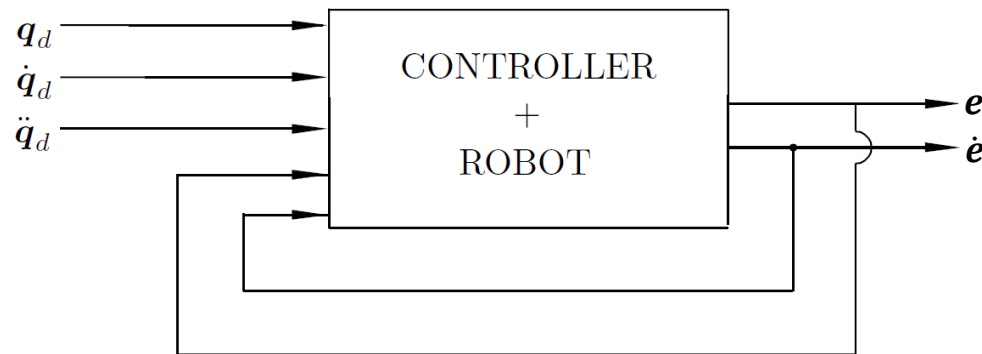 q_d
q̇_d
q̈_d
CONTROLLER
+
ROBOT
e
ė